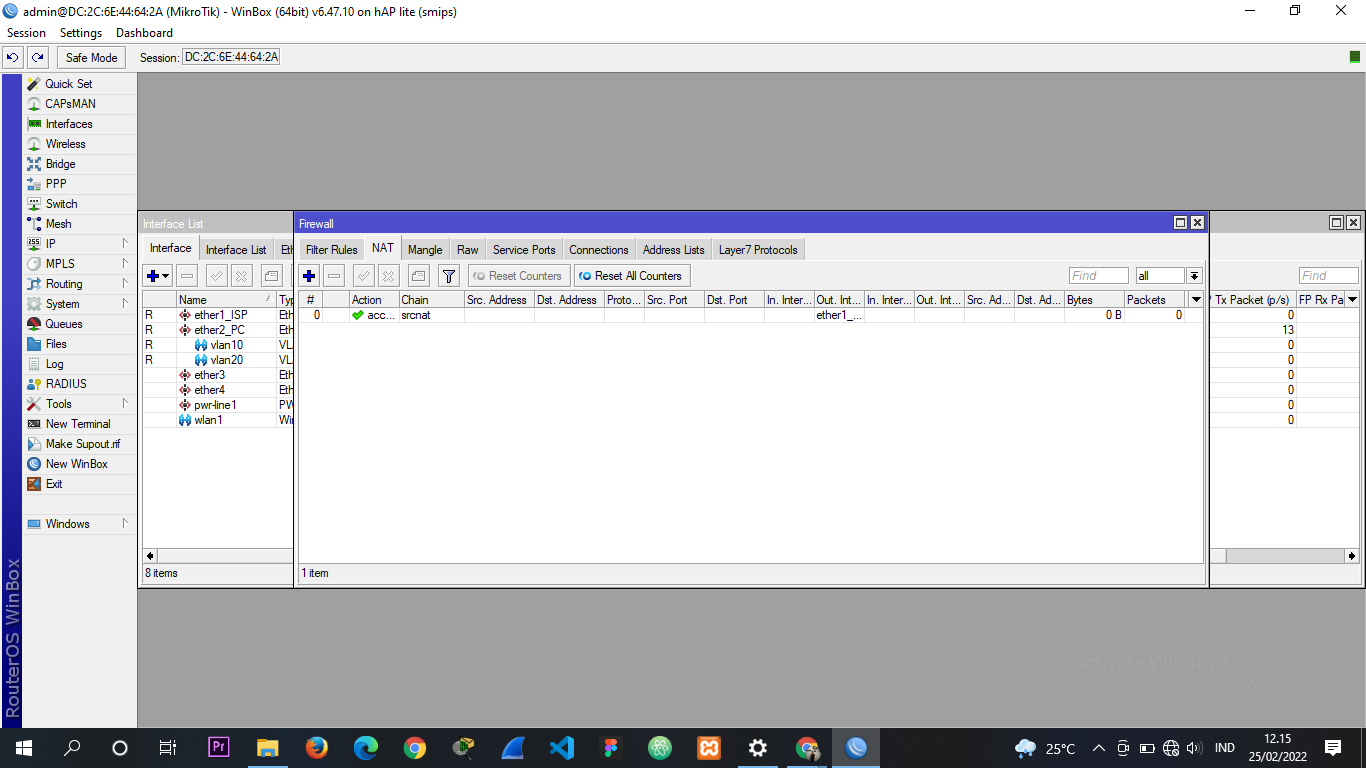 admin@DC:2C:6E:44:64:2A (MikroTik) - WinBox (64bit) v6.47.10 on hAP lite (smips)
Session Settings Dashboard
Safe Mode Session: DC:2C:6E:44:64:2A
Quick Set
CAPsMAN
Interfaces
Wireless
Bridge
PPP
Switch
Mesh
IP
MPLS
Routing
System
Queues
Files
Log
RADIUS
Tools
New Terminal
Make Supout.rif
New WinBox
Exit
Windows
RouterOS WinBox
Interface List
Interface Interface List Eth
Name Typ
R ether1_ISP Eth
R ether2_PC Eth
R vlan10 VL
R vlan20 VL
ether3 Eth
ether4 Eth
pwr-line1 PW
wlan1 Wir
8 items
Firewall
Filter Rules NAT Mangle Raw Service Ports Connections Address Lists Layer7 Protocols
Reset Counters Reset All Counters Find all
# Action Chain Src. Address Dst. Address Proto... Src. Port Dst. Port In. Inter... Out. Int... In. Inter... Out. Int... Src. Ad... Dst. Ad... Bytes Packets
0 acc... srcnat ether1_... 0 B 0
1 item
Find
Tx Packet (p/s) FP Rx Pa
0
13
0
0
0
0
0
0
Activate Windows
Go to Settings to activate Windows.
25°C IND 12.15
25/02/2022